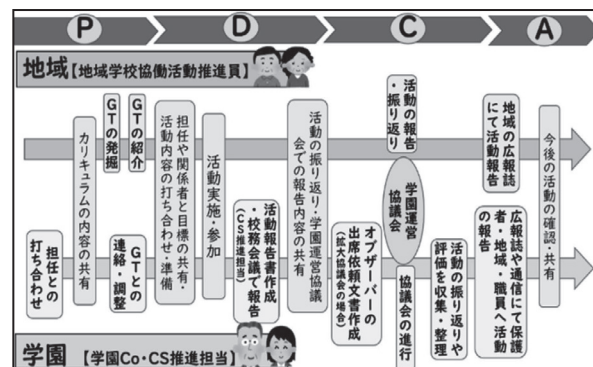 P
D
C
A
地域【地域学校協働活動推進員】
担任との
打ち合わせ
カリキュラムの内容の共有
GTの発掘
GTの紹介
GTとの
連絡・調整
担任や関係者と目標の共有・
活動内容の打ち合わせ・準備
活動実施・参加
活動報告書作成
・校務会議で報告
(CS推進担当)
活動の振り返り・学園運営協議
会での報告内容の共有
オブザーバーの
出席依頼文書作成
(拡大協議会の場合)
活動の報告
・振り返り
学園運営
協議会
協議会の進行
活動の振り返りや
評価を収集・整理
地域の広報誌
にて活動報告
広報誌や通信にて保護
者・地域・職員へ活動
の報告
今後の活動の確認・共有
学園【学園Co・CS推進担当】